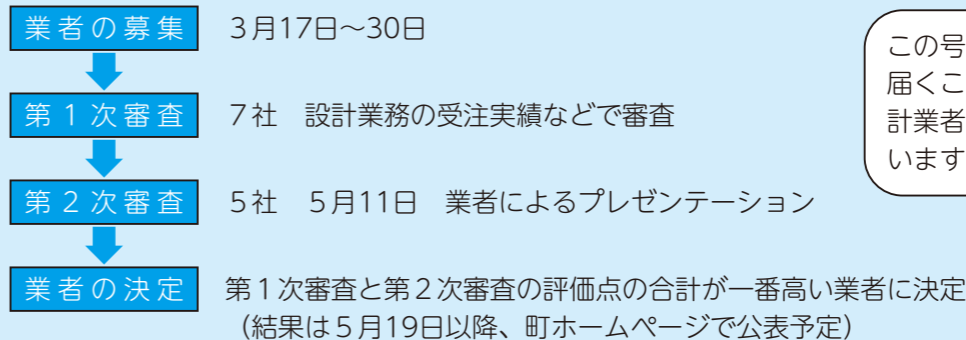 業者の募集　３月17日～30日
第１次審査　７社　設計業務の受注実績などで審査
第２次審査　５社　５月11日　業者によるプレゼンテーション
業者の決定　第１次審査と第２次審査の評価点の合計が一番高い業者に決定
（結果は５月19日以降、町ホームページで公表予定）
この号
届くこ
計業者
います